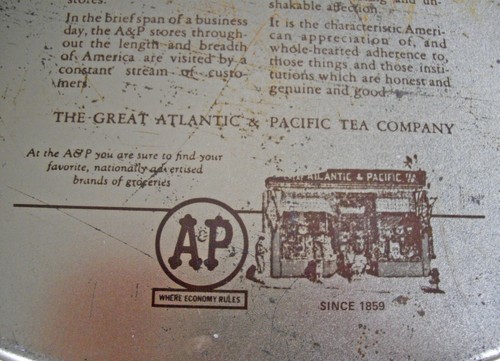 stores.
In the brief span of a business
day, the A&P stores through-
out the length and breadth
of America are visited by a
constant stream of custo-
mers.
shakable affection.
It is the characteristic Ameri-
can appreciation of, and
whole-hearted adherence to,
those things and those insti-
tutions which are honest and
genuine and good.
THE GREAT ATLANTIC & PACIFIC TEA COMPANY
At the A&P you are sure to find your
favorite, nationally advertised
brands of groceries
ATLANTIC & PACIFIC
A&P
WHERE ECONOMY RULES
SINCE 1859